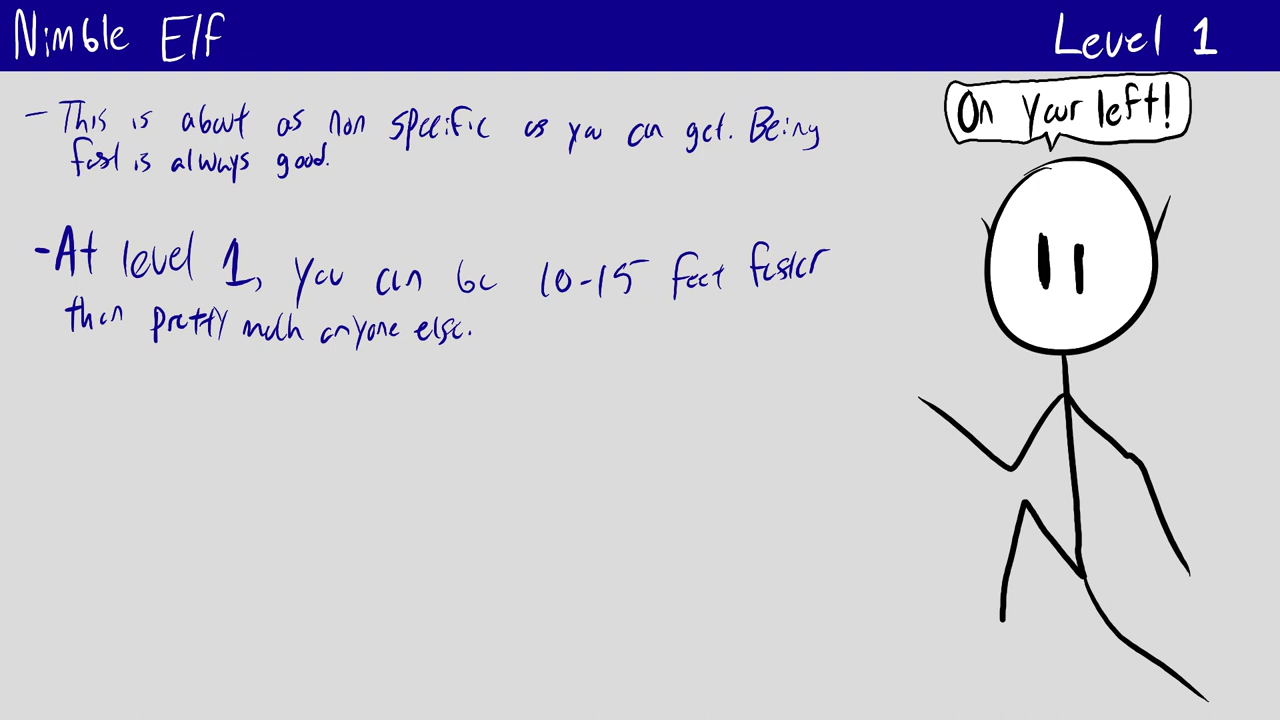 Nimble Elf
Level 1
- This is about as non specific as you can get. Being
fast is always good.
On your left!
- At level 1, you can be 10-15 feet faster
than pretty much anyone else.